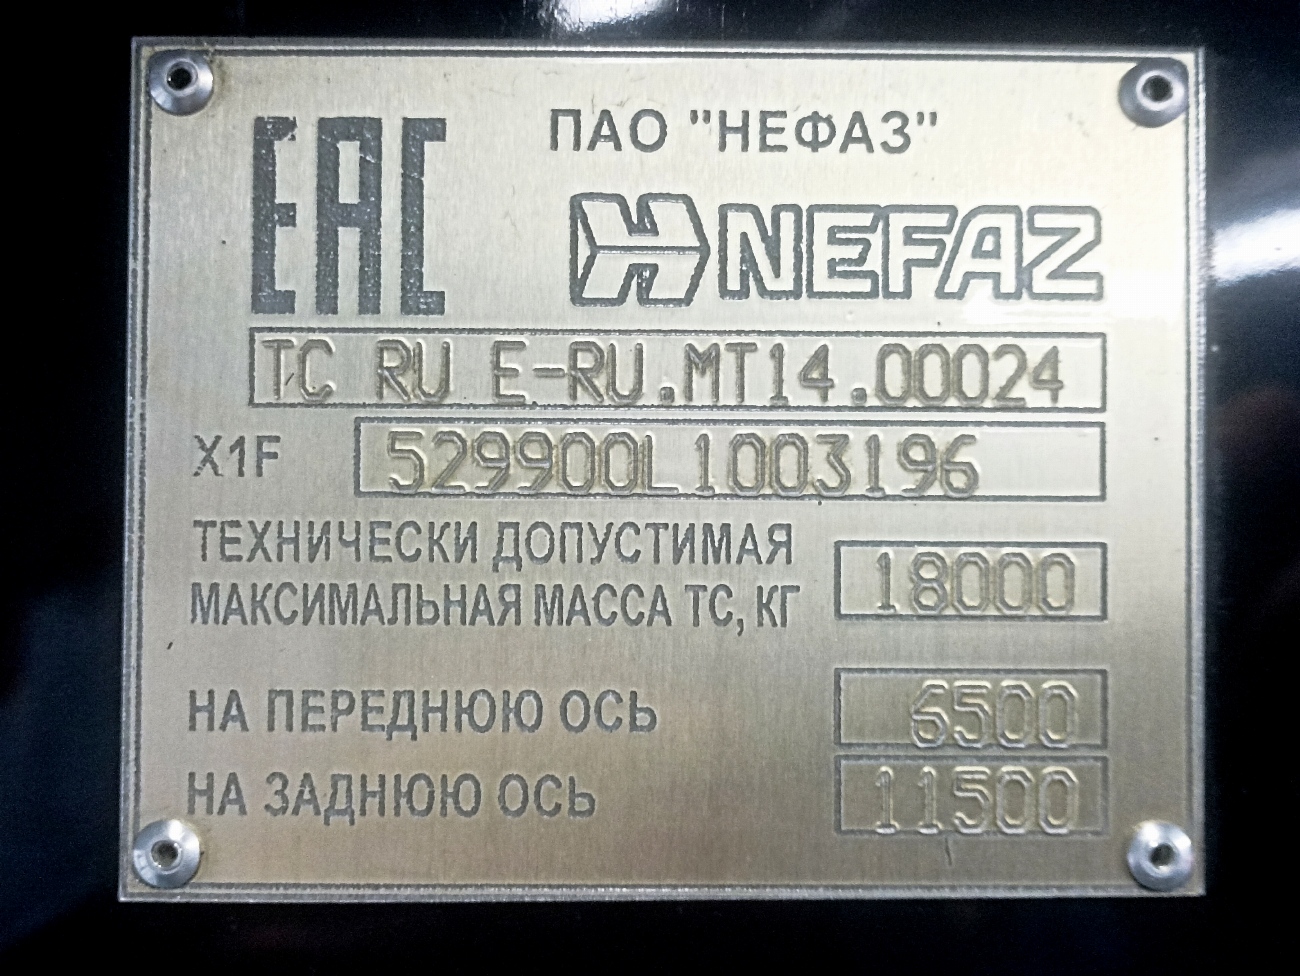 EAC
ПАО "НЕФАЗ"
NEFAZ
ТС RU E-RU.MT14.00024
X1F 529900L1003196
ТЕХНИЧЕСКИ ДОПУСТИМАЯ
МАКСИМАЛЬНАЯ МАССА ТС, КГ 18000
НА ПЕРЕДНЮЮ ОСЬ 6500
НА ЗАДНЮЮ ОСЬ 11500